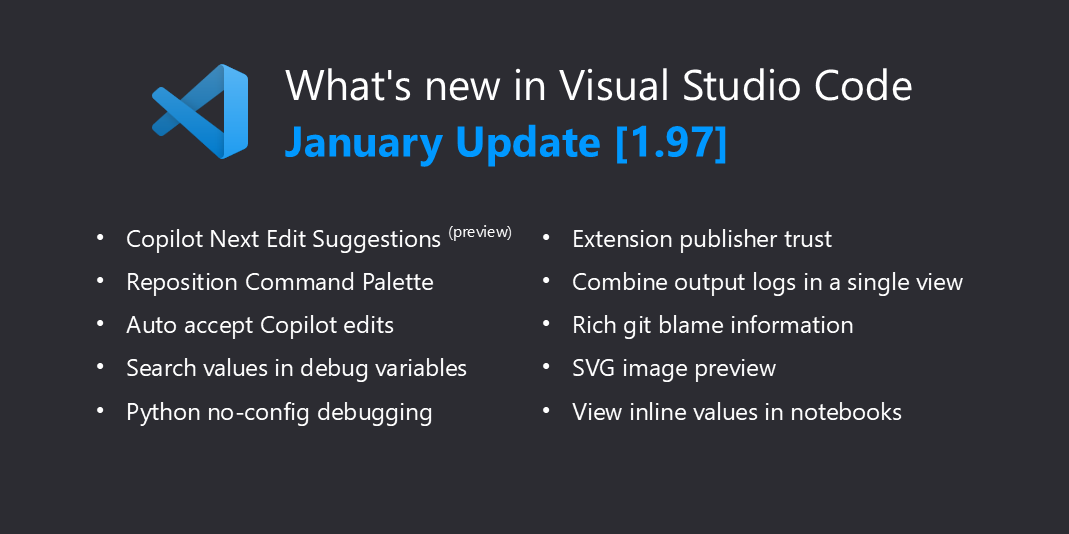 What's new in Visual Studio Code
January Update [1.97]
• Copilot Next Edit Suggestions (preview)
• Reposition Command Palette
• Auto accept Copilot edits
• Search values in debug variables
• Python no-config debugging
• Extension publisher trust
• Combine output logs in a single view
• Rich git blame information
• SVG image preview
• View inline values in notebooks